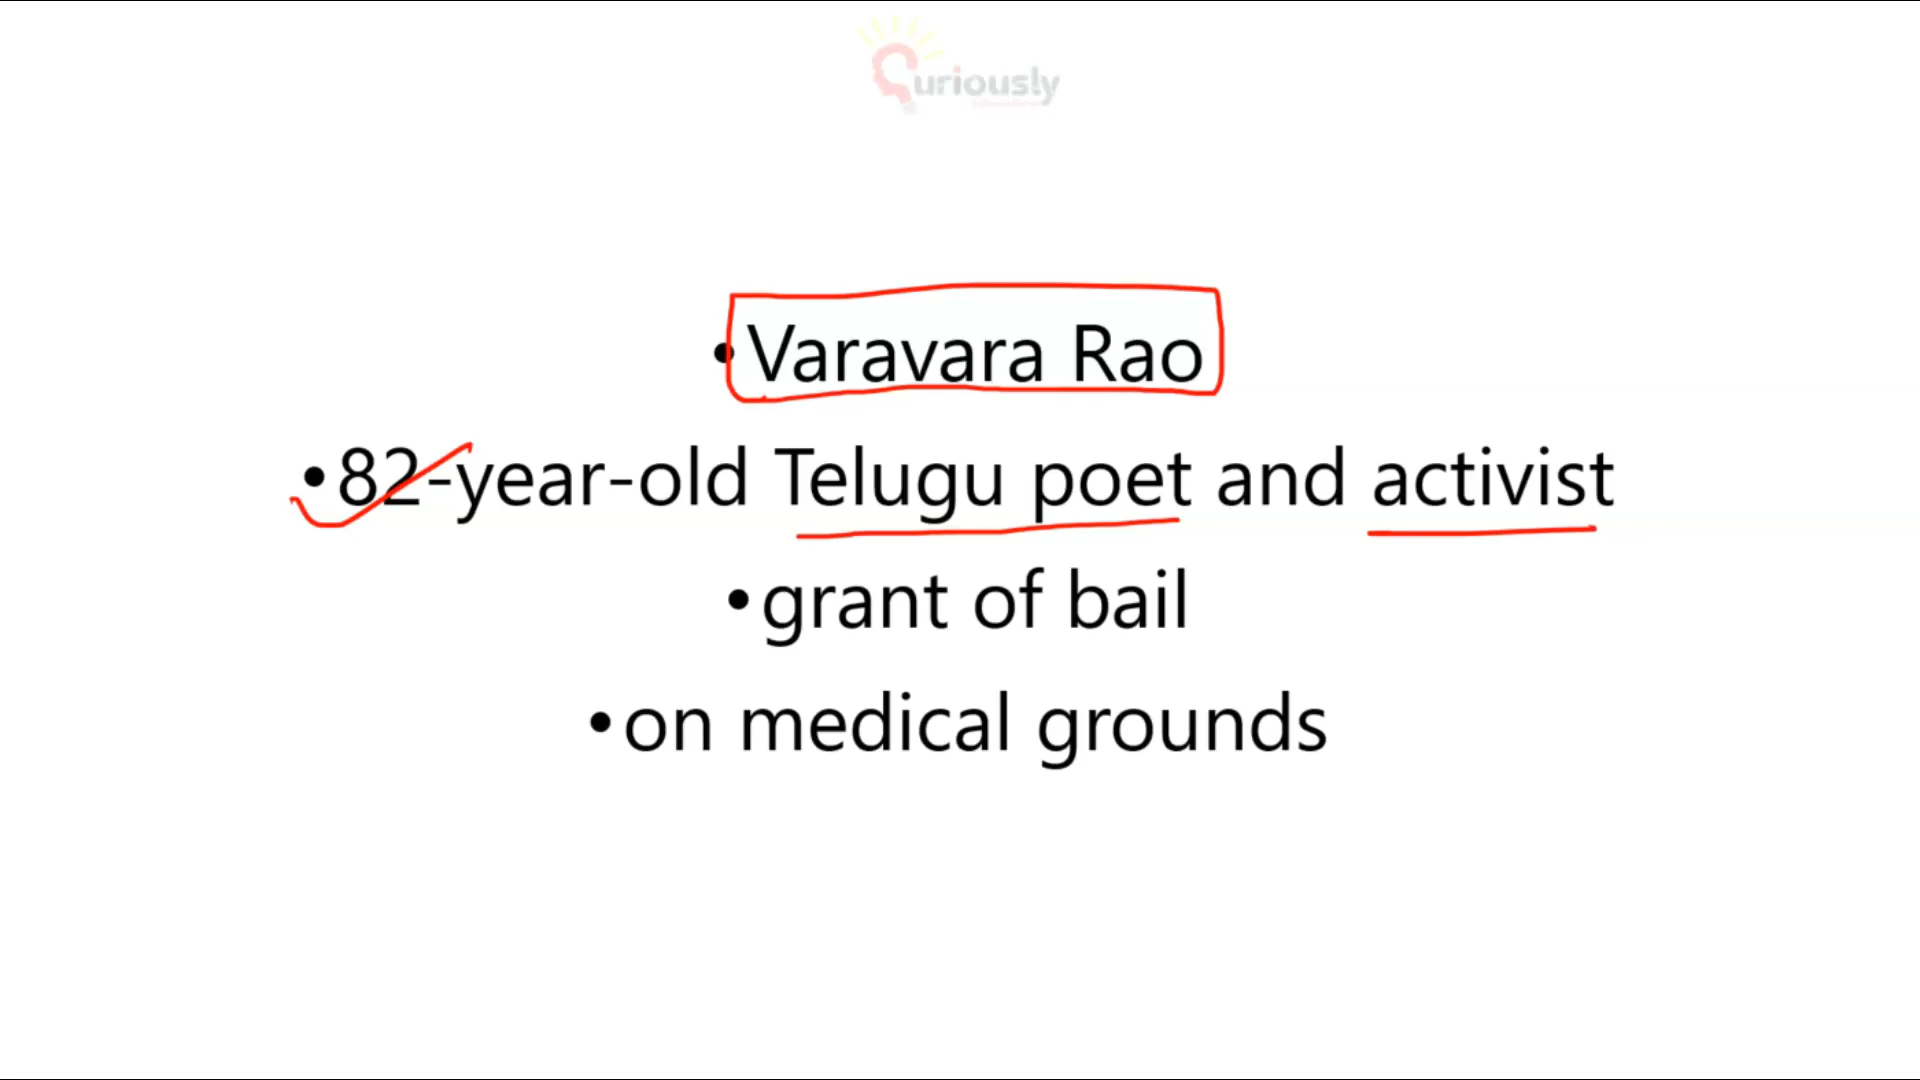 Curiously
•Varavara Rao
•82-year-old Telugu poet and activist
•grant of bail
•on medical grounds